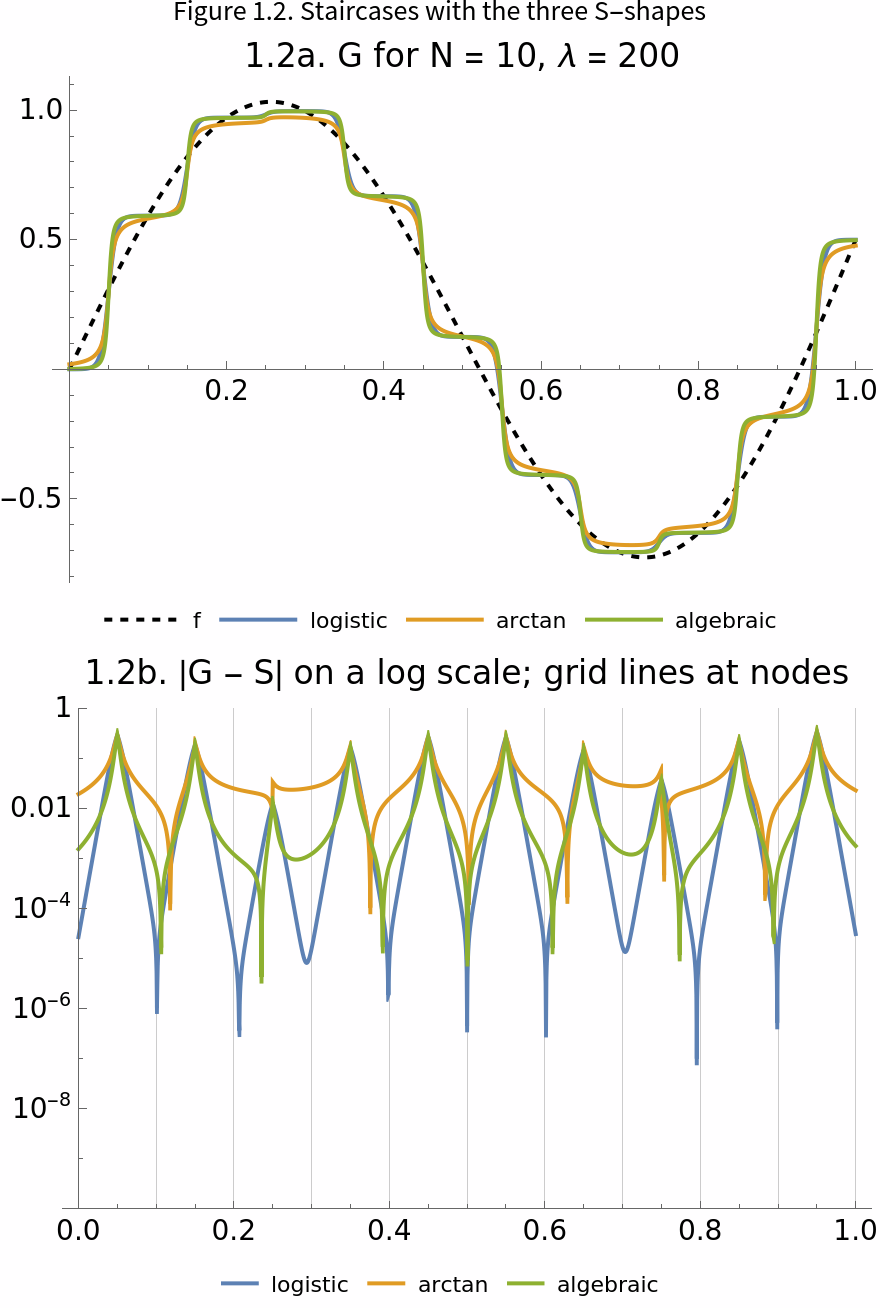 Figure 1.2. Staircases with the three S−shapes
1.2a. G for N = 10, λ = 200
1.0
0.5
−0.5
0.2 0.4 0.6 0.8 1.0
f logistic arctan algebraic
1.2b. |G − S| on a log scale; grid lines at nodes
1
0.01
10⁻⁴
10⁻⁶
10⁻⁸
0.0 0.2 0.4 0.6 0.8 1.0
logistic arctan algebraic